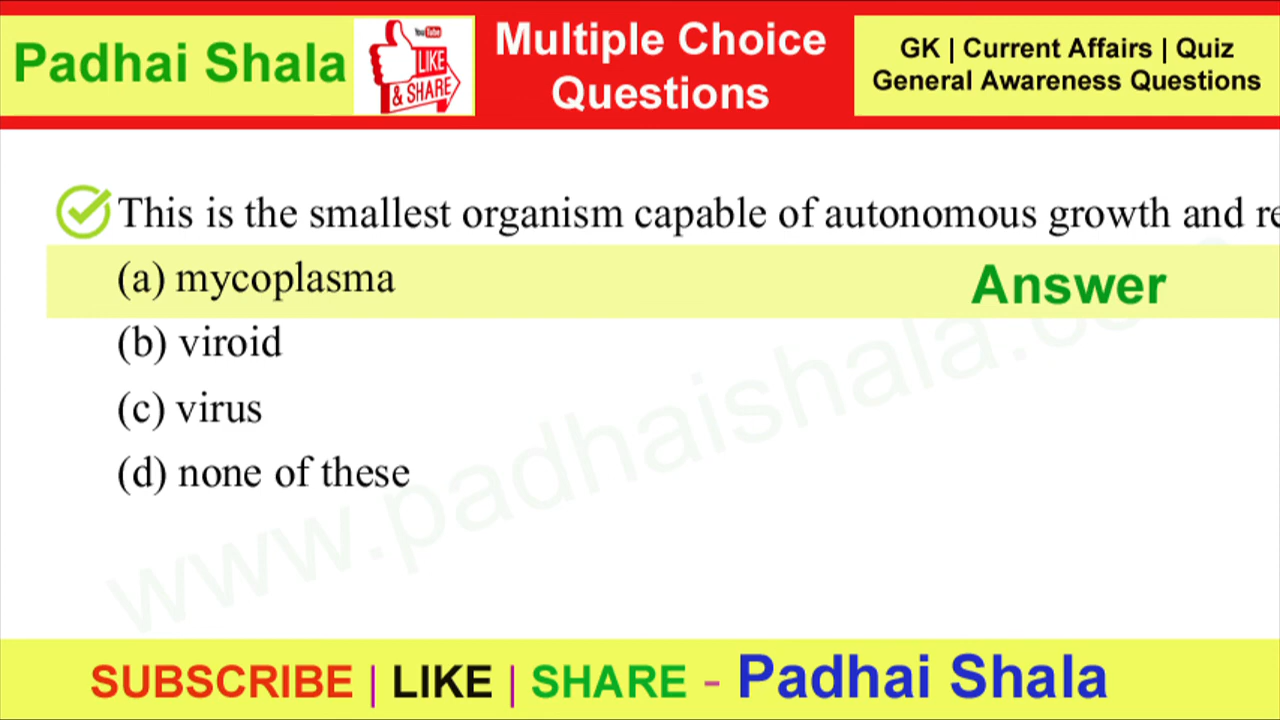 Padhai Shala
YouTube
LIKE
& SHARE
Multiple Choice
Questions
GK | Current Affairs | Quiz
General Awareness Questions
This is the smallest organism capable of autonomous growth and re
(a) mycoplasma
Answer
(b) viroid
(c) virus
(d) none of these
www.padhaishala.com
SUBSCRIBE | LIKE | SHARE - Padhai Shala